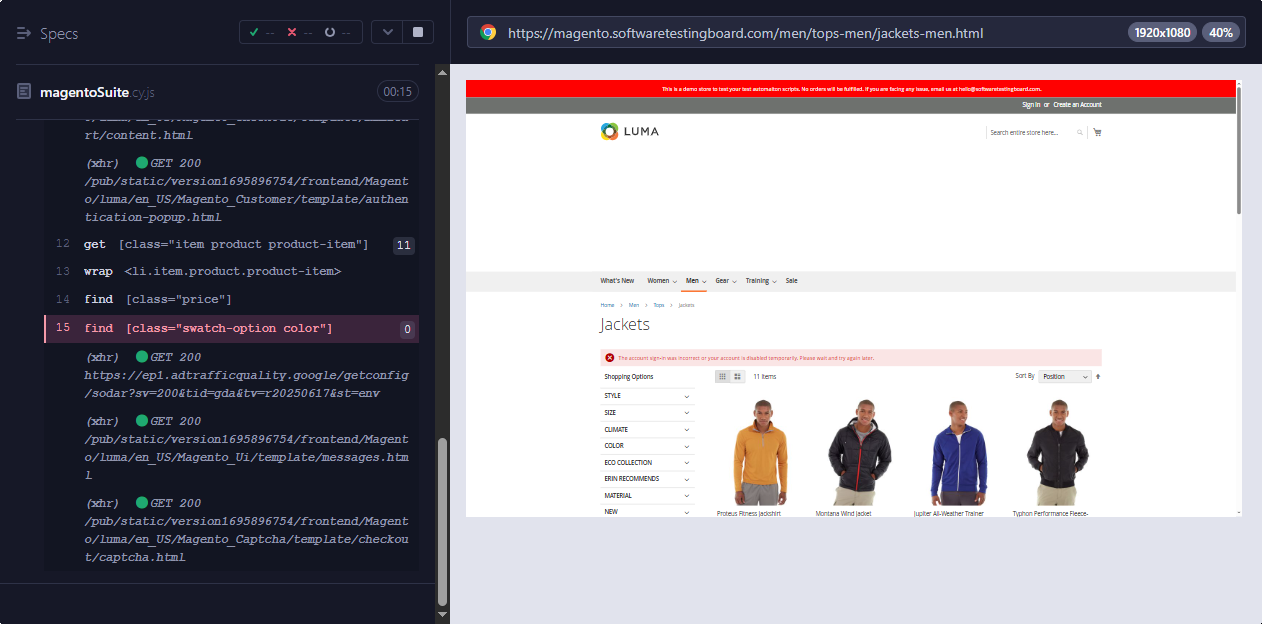 Specs
-- -- --
magentoSuite.cy.js
00:15
rt/content.html
(xhr) GET 200
/pub/static/version1695896754/frontend/Magent
o/luma/en_US/Magento_Customer/template/authen
tication-popup.html
12 get [class="item product product-item"] 11
13 wrap <li.item.product.product-item>
14 find [class="price"]
15 find [class="swatch-option color"] 0
(xhr) GET 200
https://ep1.adtrafficquality.google/getconfig
/sodar?sv=200&tid=gda&tv=r20250617&st=env
(xhr) GET 200
/pub/static/version1695896754/frontend/Magent
o/luma/en_US/Magento_Ui/template/messages.htm
l
(xhr) GET 200
/pub/static/version1695896754/frontend/Magent
o/luma/en_US/Magento_Captcha/template/checkou
t/captcha.html
https://magento.softwaretestingboard.com/men/tops-men/jackets-men.html
1920x1080
40%
This is a demo store to test your test automaiton scripts. No orders will be fulfilled. If you are facing any issue, email us at hello@softwaretestingboard.com.
Sign In or Create an Account
LUMA
Search entire store here...
What's New Women Men Gear Training Sale
Home > Men > Tops > Jackets
Jackets
The account sign-in was incorrect or your account is disabled temporarily. Please wait and try again later.
Shopping Options
11 Items
Sort By Position
STYLE
SIZE
CLIMATE
COLOR
ECO COLLECTION
ERIN RECOMMENDS
MATERIAL
NEW
Proteus Fitness Jackshirt
Montana Wind Jacket
Jupiter All-Weather Trainer
Typhon Performance Fleece-